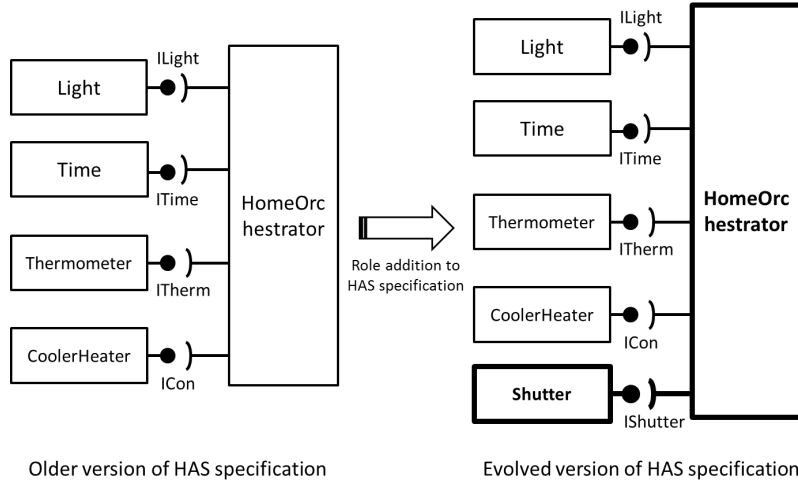 ILight
Light
Time
ITime
HomeOrc
hestrator
Thermometer
ITherm
CoolerHeater
ICon
Older version of HAS specification
Role addition to
HAS specification
ILight
Light
Time
ITime
HomeOrc
hestrator
Thermometer
ITherm
CoolerHeater
ICon
Shutter
IShutter
Evolved version of HAS specification